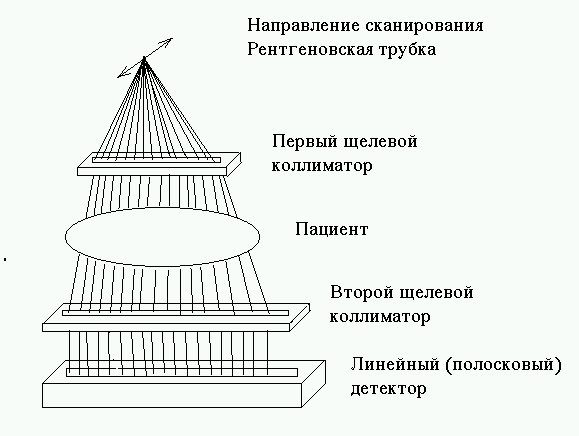 Направление сканирования
Рентгеновская трубка
Первый щелевой
коллиматор
Пациент
Второй щелевой
коллиматор
Линейный (полосковый)
детектор